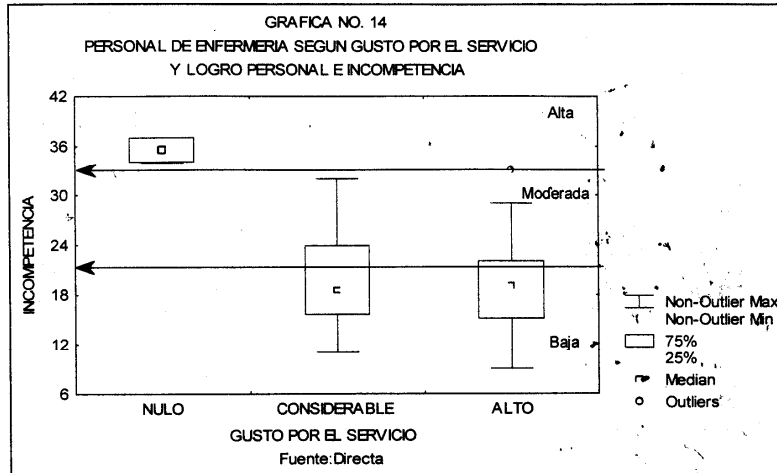 GRAFICA NO. 14
PERSONAL DE ENFERMERIA SEGUN GUSTO POR EL SERVICIO
Y LOGRO PERSONAL E INCOMPETENCIA
INCOMPETENCIA
42
36
30
24
18
12
6
Alta
Moderada
Baja
NULO CONSIDERABLE ALTO
GUSTO POR EL SERVICIO
Fuente:Directa
Non-Outlier Max
Non-Outlier Min
75%
25%
Median
Outliers